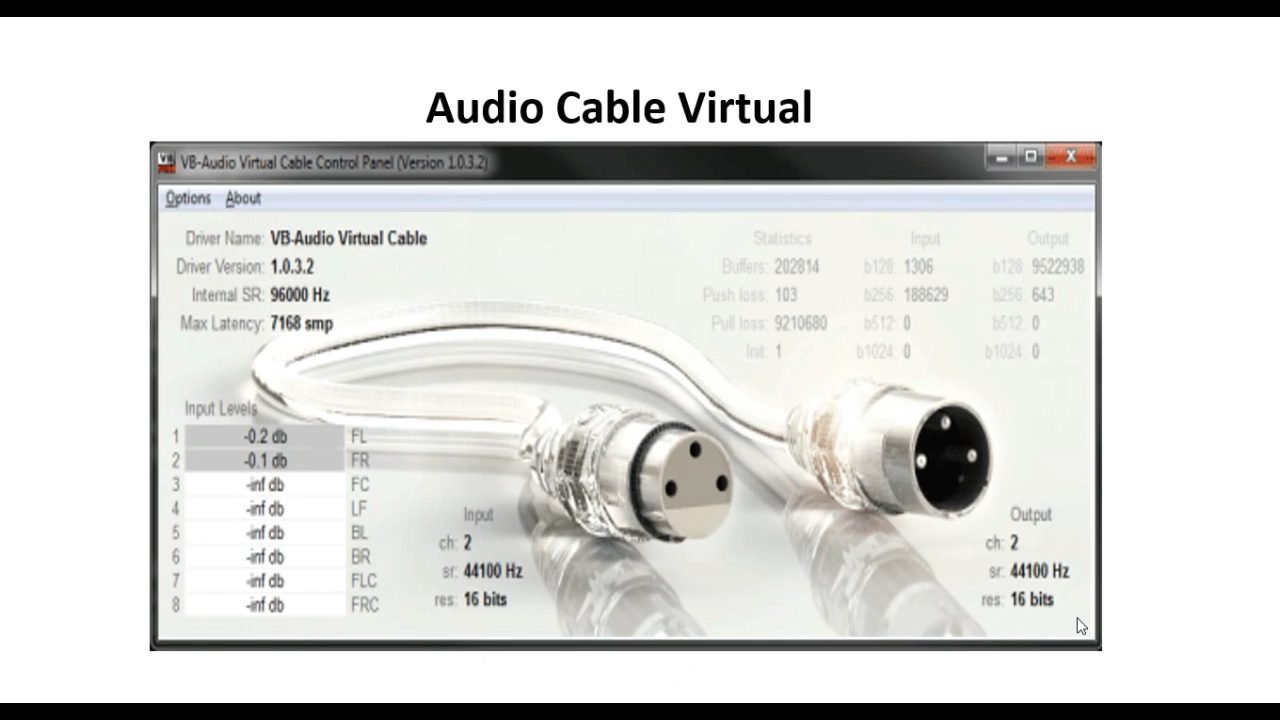 Audio Cable Virtual
VB-Audio Virtual Cable Control Panel (Version 1.0.3.2)
Options About
Driver Name: VB-Audio Virtual Cable
Driver Version: 1.0.3.2
Internal SR: 96000 Hz
Max Latency: 7168 smp
Statistics Input Output
Buffers: 202814 b128: 1306 b128: 9522938
Push loss: 103 b256: 188629 b256: 643
Pull loss: 9210680 b512: 0 b512: 0
Init: 1 b1024: 0 b1024: 0
Input Levels
1 -0.2 db FL
2 -0.1 db FR
3 -inf db FC
4 -inf db LF
5 -inf db BL
6 -inf db BR
7 -inf db FLC
8 -inf db FRC
Input
ch: 2
sr: 44100 Hz
res: 16 bits
Output
ch: 2
sr: 44100 Hz
res: 16 bits